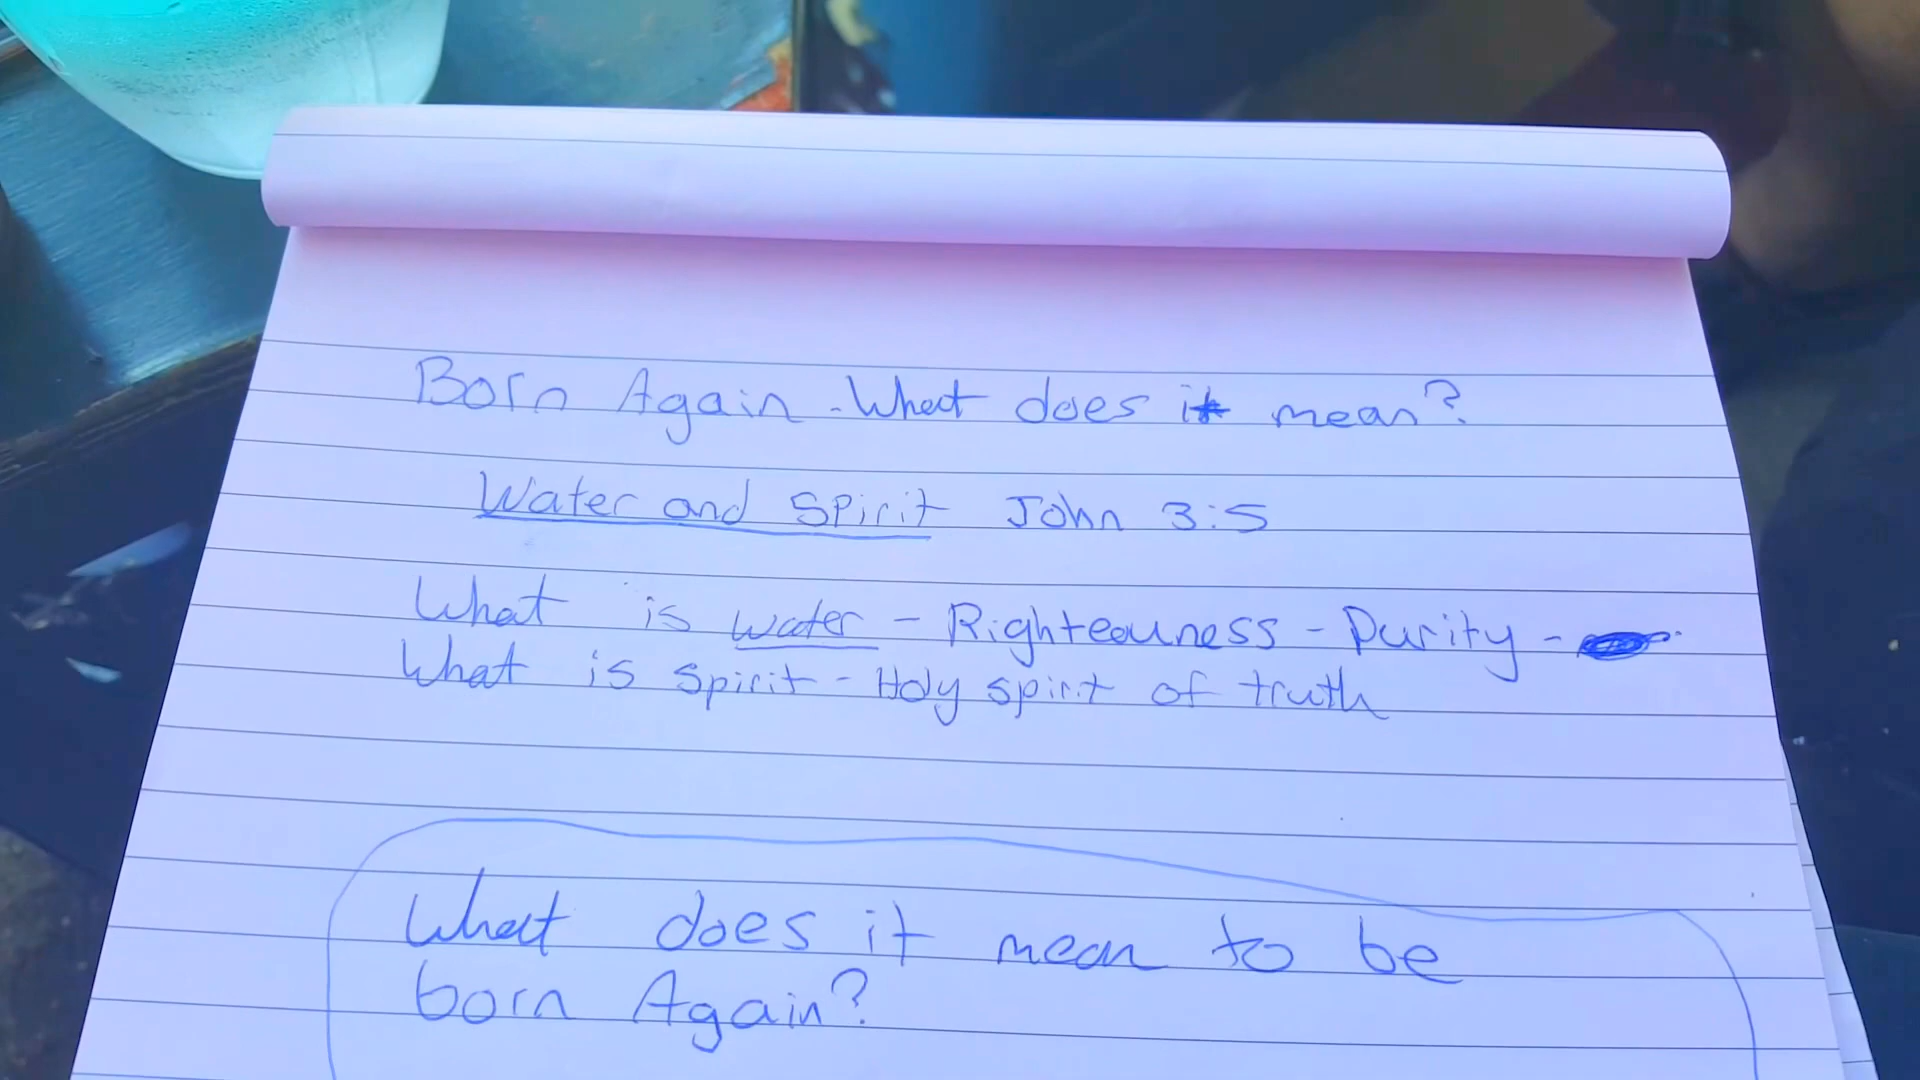 Born Again - What does it mean?
Water and Spirit John 3:5
What is water - Righteouness - Purity -
What is spirit - Holy spirit of truth
What does it mean to be
born Again?